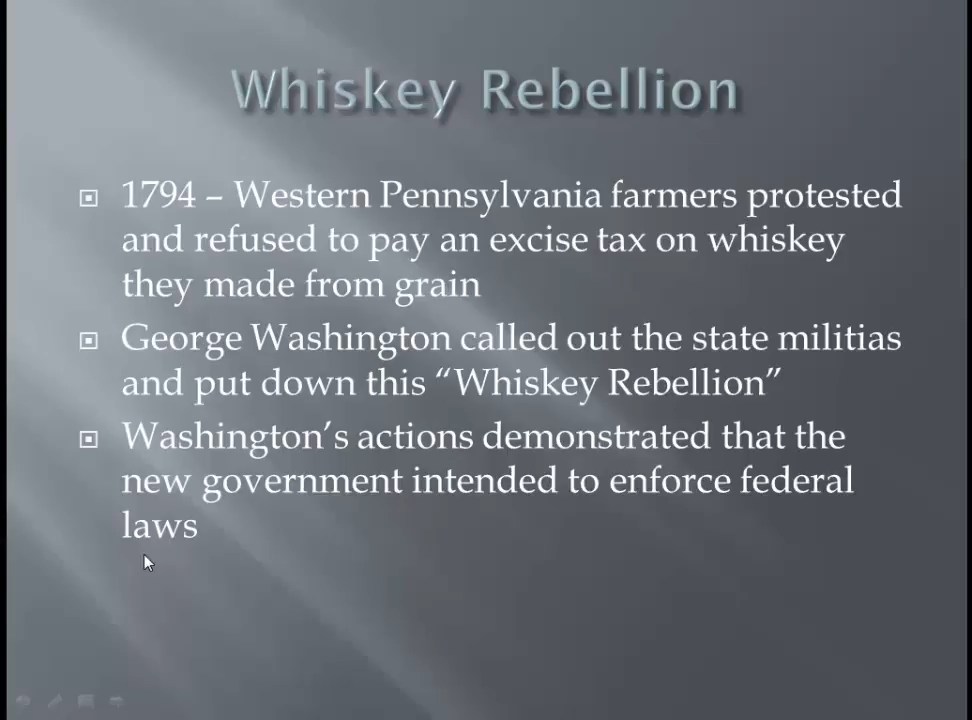 Whiskey Rebellion
1794 – Western Pennsylvania farmers protested
and refused to pay an excise tax on whiskey
they made from grain
George Washington called out the state militias
and put down this “Whiskey Rebellion”
Washington’s actions demonstrated that the
new government intended to enforce federal
laws